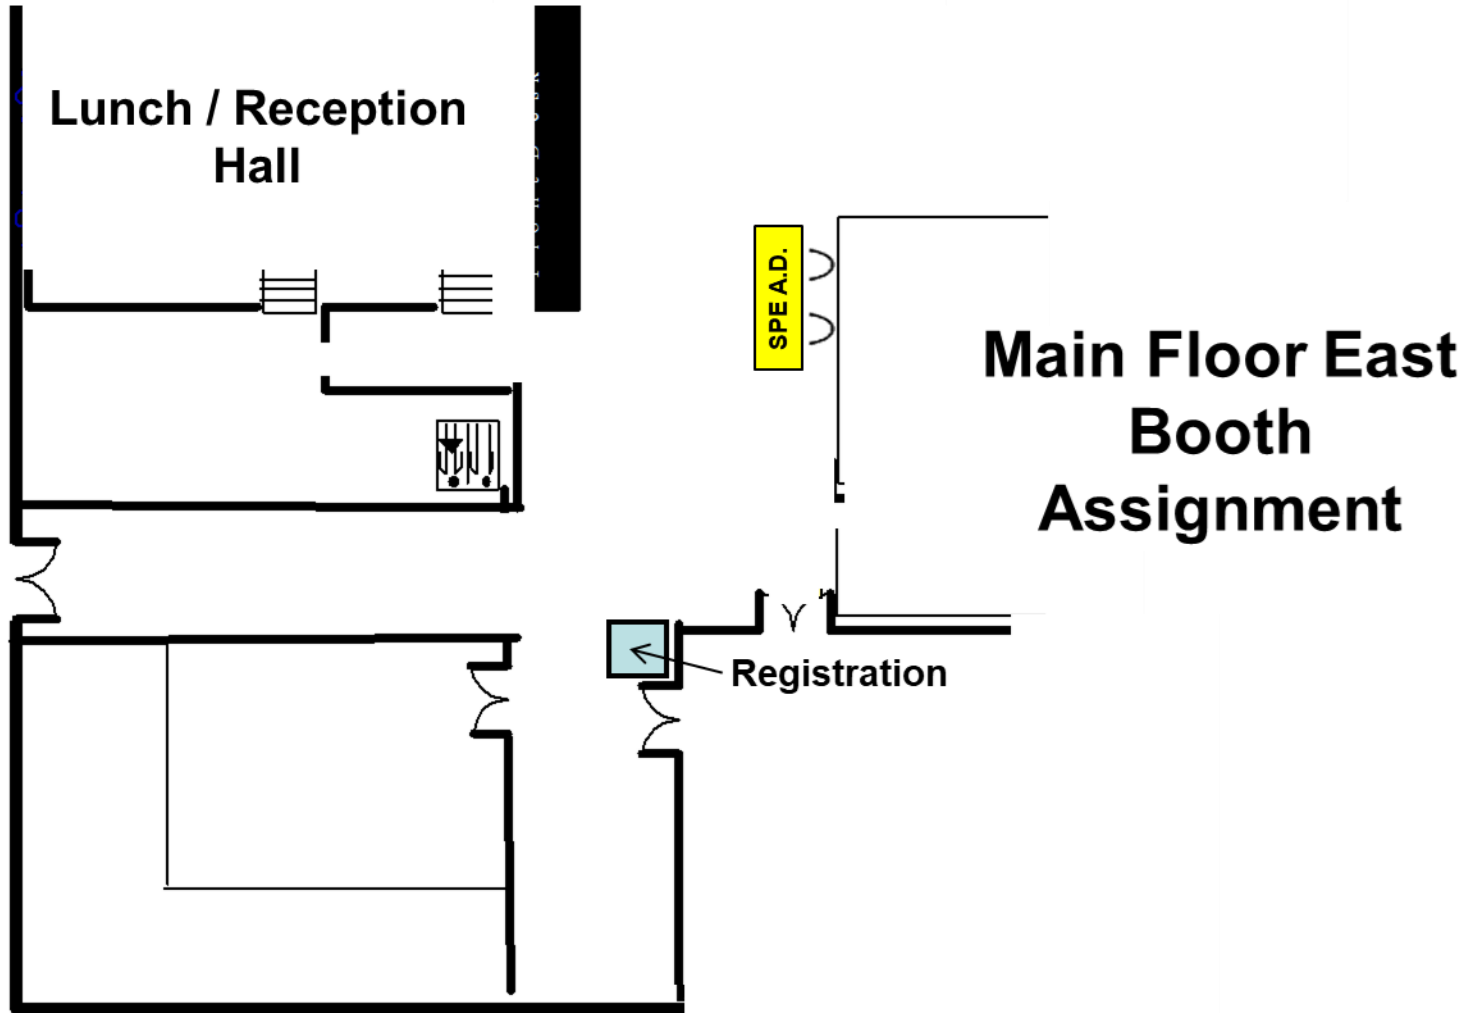 Lunch / Reception
Hall
SPE A.D.
Main Floor East
Booth
Assignment
Registration